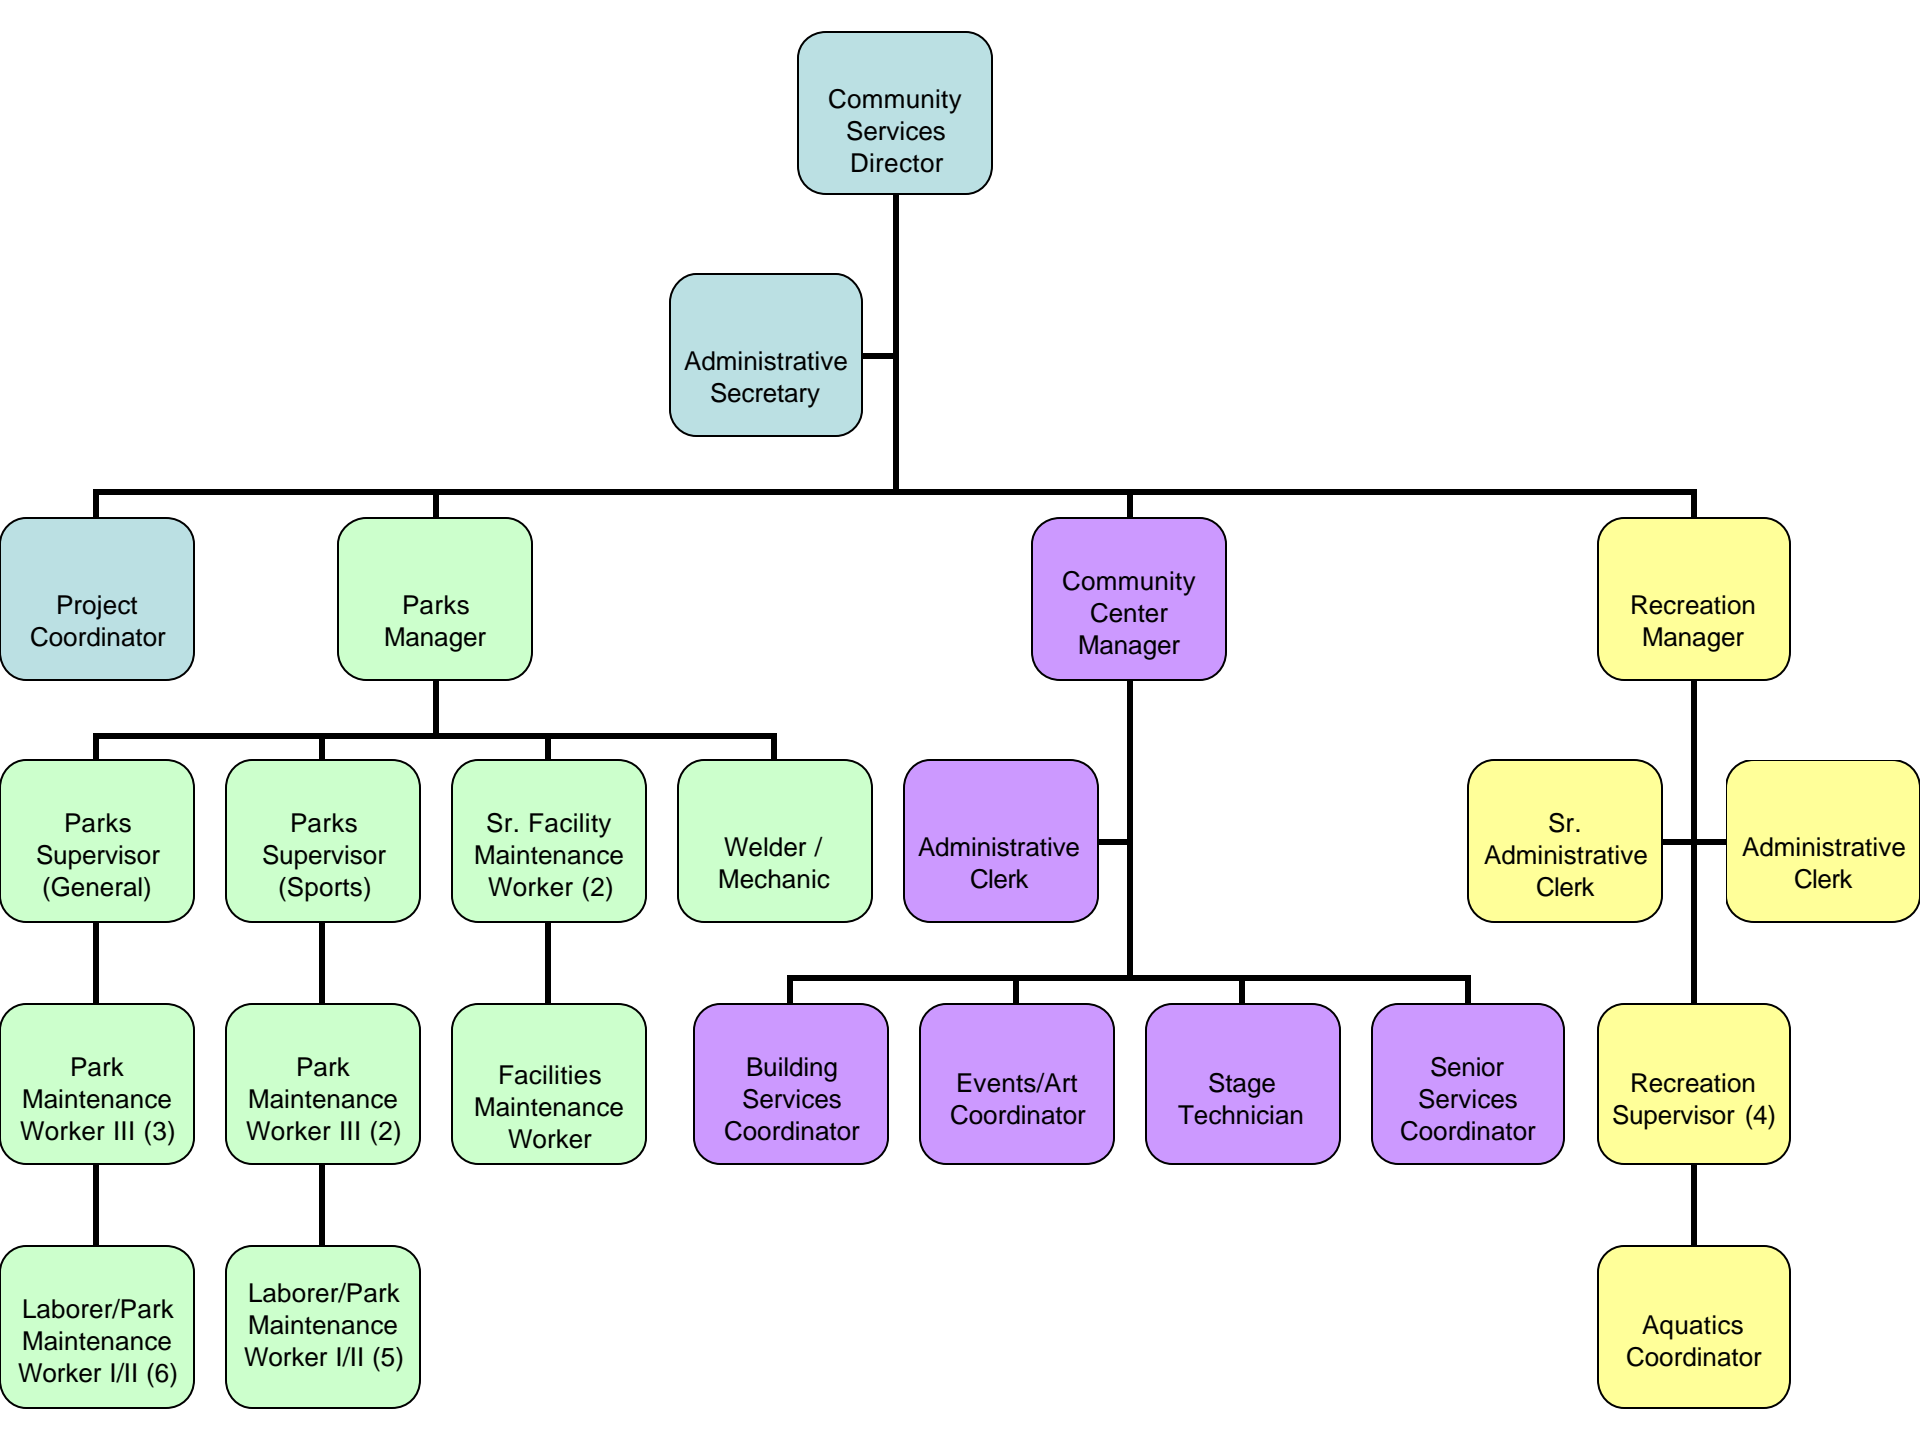 Community
Services
Director
Administrative
Secretary
Project
Coordinator
Parks
Manager
Community
Center
Manager
Recreation
Manager
Parks
Supervisor
(General)
Parks
Supervisor
(Sports)
Sr. Facility
Maintenance
Worker (2)
Welder /
Mechanic
Administrative
Clerk
Sr.
Administrative
Clerk
Administrative
Clerk
Park
Maintenance
Worker III (3)
Park
Maintenance
Worker III (2)
Facilities
Maintenance
Worker
Building
Services
Coordinator
Events/Art
Coordinator
Stage
Technician
Senior
Services
Coordinator
Recreation
Supervisor (4)
Laborer/Park
Maintenance
Worker I/II (6)
Laborer/Park
Maintenance
Worker I/II (5)
Aquatics
Coordinator